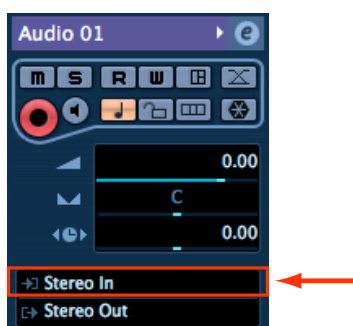 Audio 01 e
m S R W
0.00
C
0.00
Stereo In
Stereo Out